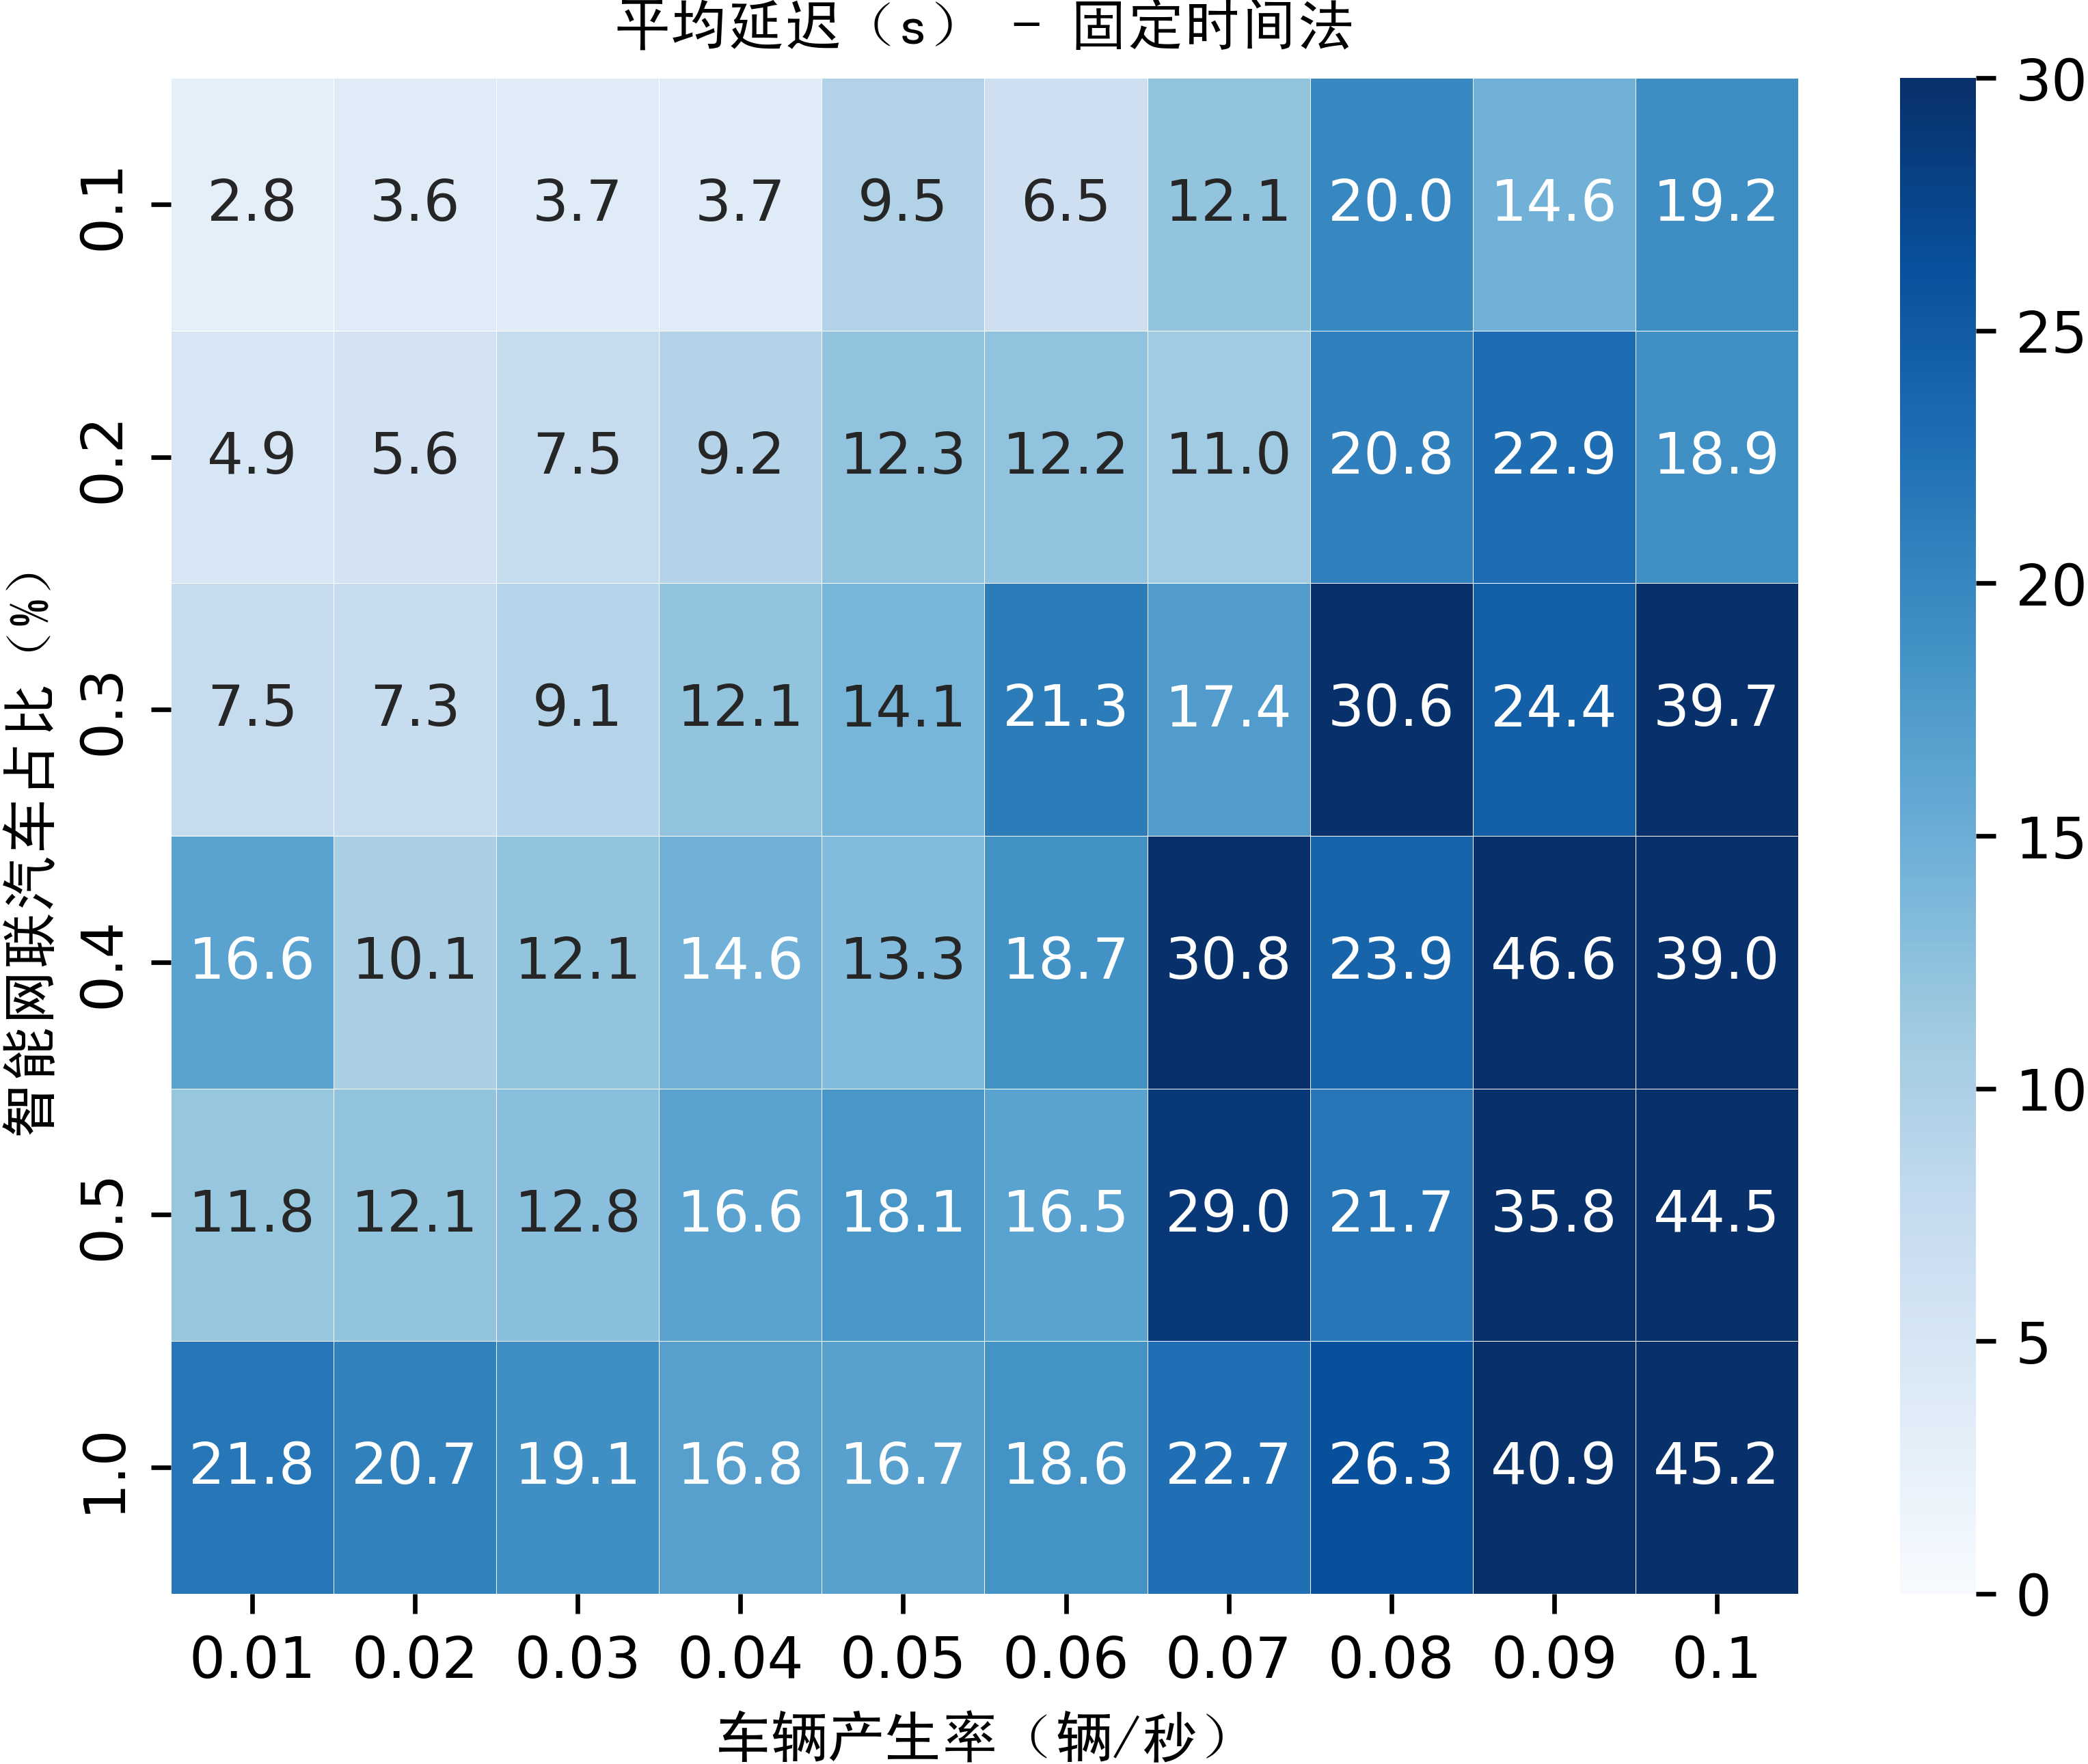 平均延迟（s） - 固定时间法
智能网联汽车占比（%）
0.1 2.8 3.6 3.7 3.7 9.5 6.5 12.1 20.0 14.6 19.2
0.2 4.9 5.6 7.5 9.2 12.3 12.2 11.0 20.8 22.9 18.9
0.3 7.5 7.3 9.1 12.1 14.1 21.3 17.4 30.6 24.4 39.7
0.4 16.6 10.1 12.1 14.6 13.3 18.7 30.8 23.9 46.6 39.0
0.5 11.8 12.1 12.8 16.6 18.1 16.5 29.0 21.7 35.8 44.5
1.0 21.8 20.7 19.1 16.8 16.7 18.6 22.7 26.3 40.9 45.2
0.01 0.02 0.03 0.04 0.05 0.06 0.07 0.08 0.09 0.1
车辆产生率（辆/秒）
30
25
20
15
10
5
0